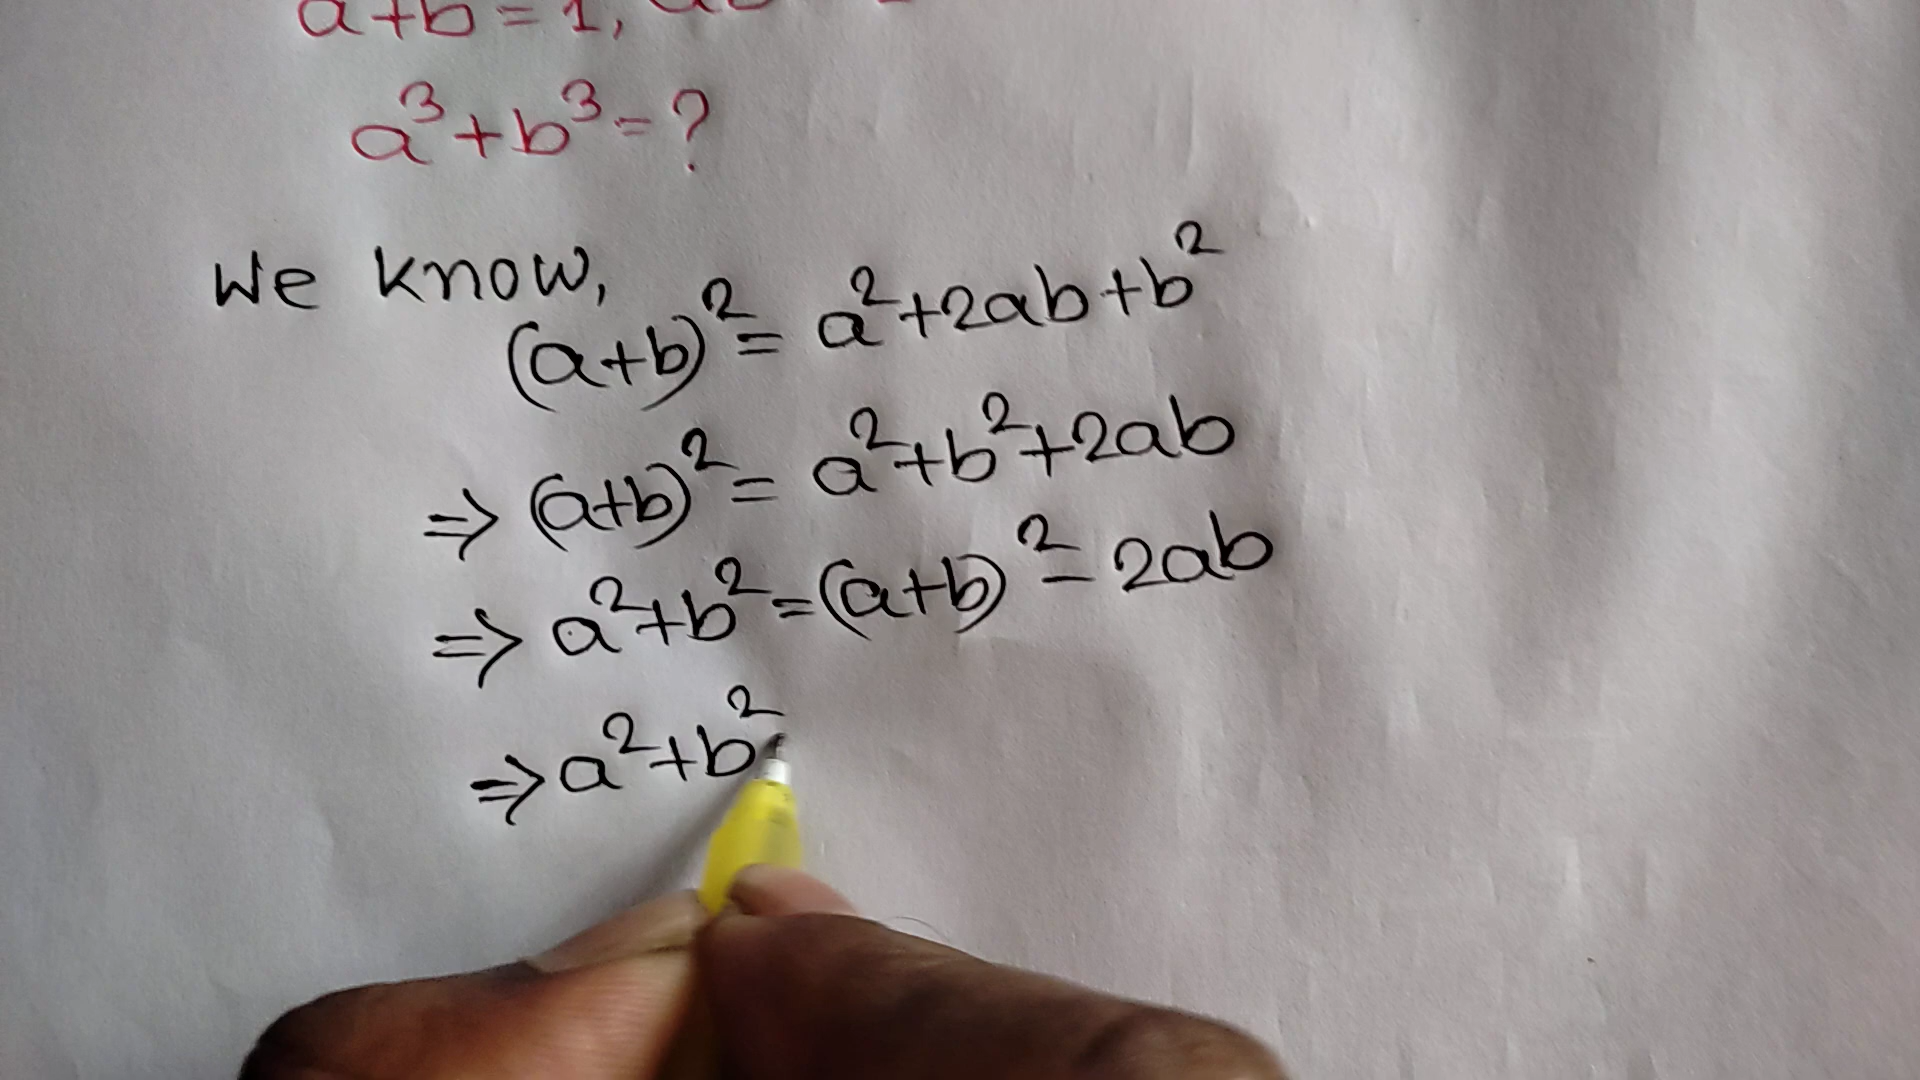 a+b=1, ab
a³+b³=?
We know,
(a+b)²= a²+2ab+b²
⇒ (a+b)²= a²+b²+2ab
⇒ a²+b²=(a+b)²-2ab
⇒ a²+b²